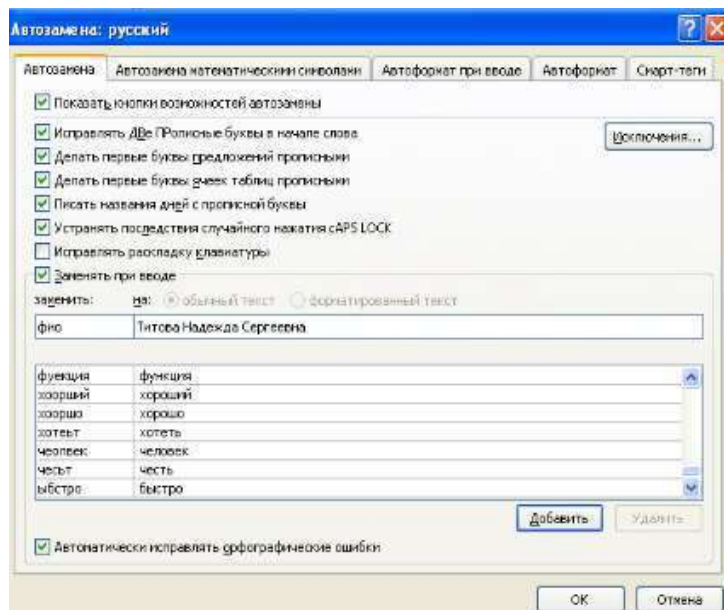 Автозамена: русский
Автозамена Автозамена математическими символами Автоформат при вводе Автоформат Смарт-теги
Показать кнопки возможностей автозамены
Исправлять ДВе ПРописные буквы в начале слова Исключения...
Делать первые буквы предложений прописными
Делать первые буквы ячеек таблиц прописными
Писать названия дней с прописной буквы
Устранять последствия случайного нажатия cAPS LOCK
Исправлять раскладку клавиатуры
Заменять при вводе
заменить: на: обычный текст форматированный текст
фио Титова Надежда Сергеевна
фуекция функция
хоорший хороший
хооршо хорошо
хотеьт хотеть
чеолвек человек
чесьт честь
ыбстро быстро
Добавить Удалить
Автоматически исправлять орфографические ошибки
ОК Отмена